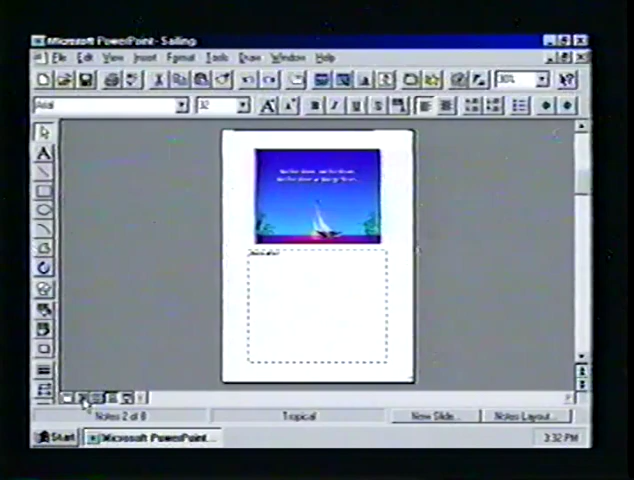 Microsoft PowerPoint- Sailing
File Edit View Insert Format Tools Draw Window Help
30%
Arial 32
B I U S
Notes 2 of 8 Tropical New Slide... Notes Layout...
Start Microsoft PowerPoint... 3:32 PM